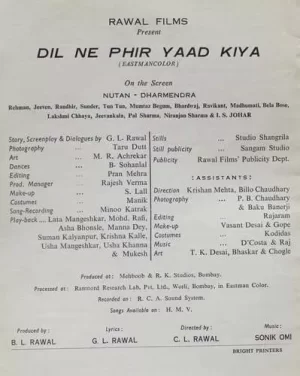 RAWAL FILMS
Present
DIL NE PHIR YAAD KIYA
(EASTMANCOLOR)
On the Screen
NUTAN - DHARMENDRA
Rehman, Jeevan, Randhir, Sunder, Tun Tun, Mumtaz Begum, Bhardwaj, Ravikant, Madhumati, Bela Bose,
Lakshmi Chhaya, Jeevankala, Pal Sharma, Niranjan Sharma & I. S. JOHAR
Story, Screenplay & Dialogues by G. L. Rawal
Photography ... Taru Dutt
Art ... M. R. Achrekar
Dances ... B. Sohanlal
Editing ... Pran Mehra
Prod. Manager ... Rajesh Verma
Make-up ... S. Lall
Costumes ... Manik
Song-Recording ... Minoo Katrak
Play-back ... Lata Mangeshkar, Mohd. Rafi,
Asha Bhonsle, Manna Dey,
Suman Kalyanpur, Krishna Kalle,
Usha Mangeshkar, Usha Khanna
& Mukesh
Stills ... Studio Shangrila
Still publicity ... Sangam Studio
Publicity Rawal Films' Publicity Dept.
: ASSISTANTS :
Direction Krishan Mehta, Billo Chaudhary
Photography ... P. B. Chaudhary
& Baku Banerji
Editing ... Rajaram
Make-up Vasant Desai & Gope
Costumes ... Kodidas
Music ... D'Costa & Raj
Art ... T. K. Desai, Bhaskar & Chogle
Produced at : Mehboob & R. K. Studios, Bombay.
Processed at : Ramnord Research Lab, Pvt. Ltd., Worli, Bombay, in Eastman Color.
Recorded on : R. C. A. Sound System.
Songs Available on : H. M. V.
Produced by :
B. L. RAWAL
Lyrics :
G. L. RAWAL
Directed by :
C. L. RAWAL
Music :
SONIK OMI
BRIGHT PRINTERS